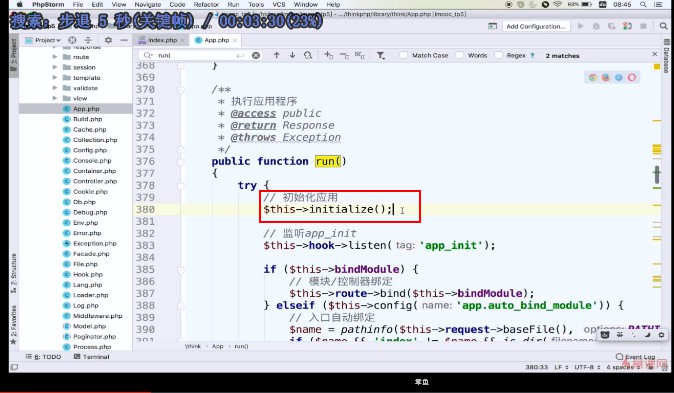 搜索: 步退 5 秒(关键帧) / 00:03:30(23%)
PhpStorm File Edit View Navigate Code Refactor Run Tools VCS Window Help
63% 08:45
.../thinkphp/library/think/App.php [imooc_tp5]
Add Configuration...
Project
index.php × App.php ×
run(
Match Case Words Regex ? 2 matches
response
route
session
template
validate
view
App.php
Build.php
Cache.php
Collection.php
Config.php
Console.php
Container.php
Controller.php
Cookie.php
Db.php
Debug.php
Env.php
Error.php
Exception.php
Facade.php
File.php
Hook.php
Lang.php
Loader.php
Log.php
Middleware.php
Model.php
Paginator.php
Process.php
1: Project
7: Structure
2: Favorites
Database
368 }
369
370 /**
371 * 执行应用程序
372 * @access public
373 * @return Response
374 * @throws Exception
375 */
376 public function run()
377 {
378 try {
379 // 初始化应用
380 $this->initialize();
381
382 // 监听app_init
383 $this->hook->listen( tag: 'app_init');
384
385 if ($this->bindModule) {
386 // 模块/控制器绑定
387 $this->route->bind($this->bindModule);
388 } elseif ($this->config( name: 'app.auto_bind_module')) {
389 // 入口自动绑定
390 $name = pathinfo($this->request->baseFile(), options: PATHI
391 if ($name && 'index' != $name && is_dir( filename:
\think › App › run()
6: TODO Terminal
Event Log
380:33 LF UTF-8 4 spaces
章鱼